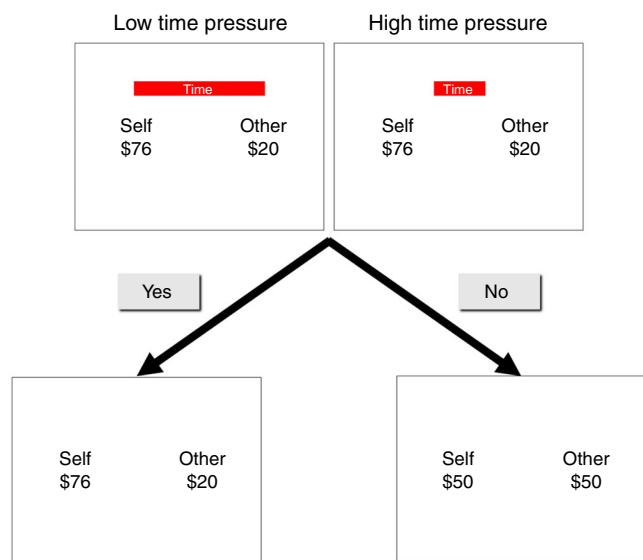 Low time pressure High time pressure
Time Time
Self Other Self Other
$76 $20 $76 $20
Yes No
Self Other Self Other
$76 $20 $50 $50